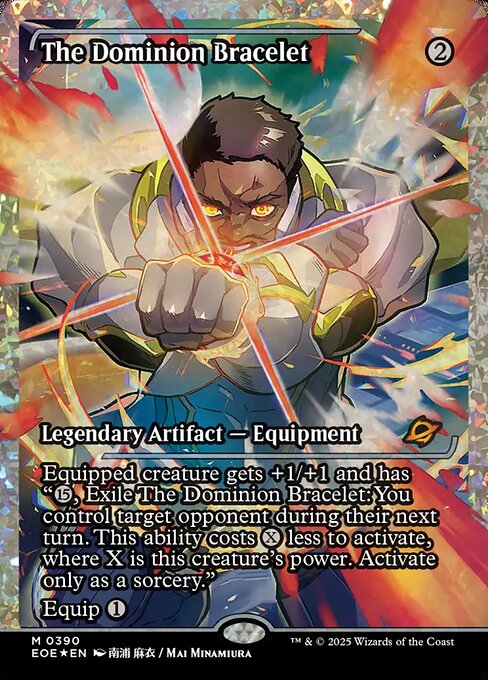 The Dominion Bracelet 2
Legendary Artifact — Equipment
Equipped creature gets +1/+1 and has
“15, Exile The Dominion Bracelet: You
control target opponent during their next
turn. This ability costs X less to activate,
where X is this creature's power. Activate
only as a sorcery.”
Equip 1
M 0390
EOE★EN 南浦 麻衣 / Mai Minamiura
™ & © 2025 Wizards of the Coast